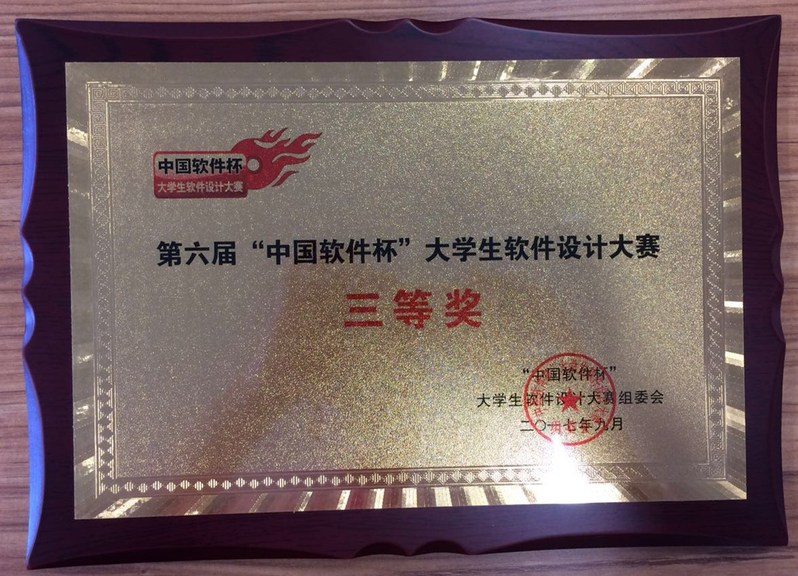 中国软件杯
大学生软件设计大赛
第六届“中国软件杯”大学生软件设计大赛
三等奖
“中国软件杯”
大学生软件设计大赛组委会
二〇一七年九月